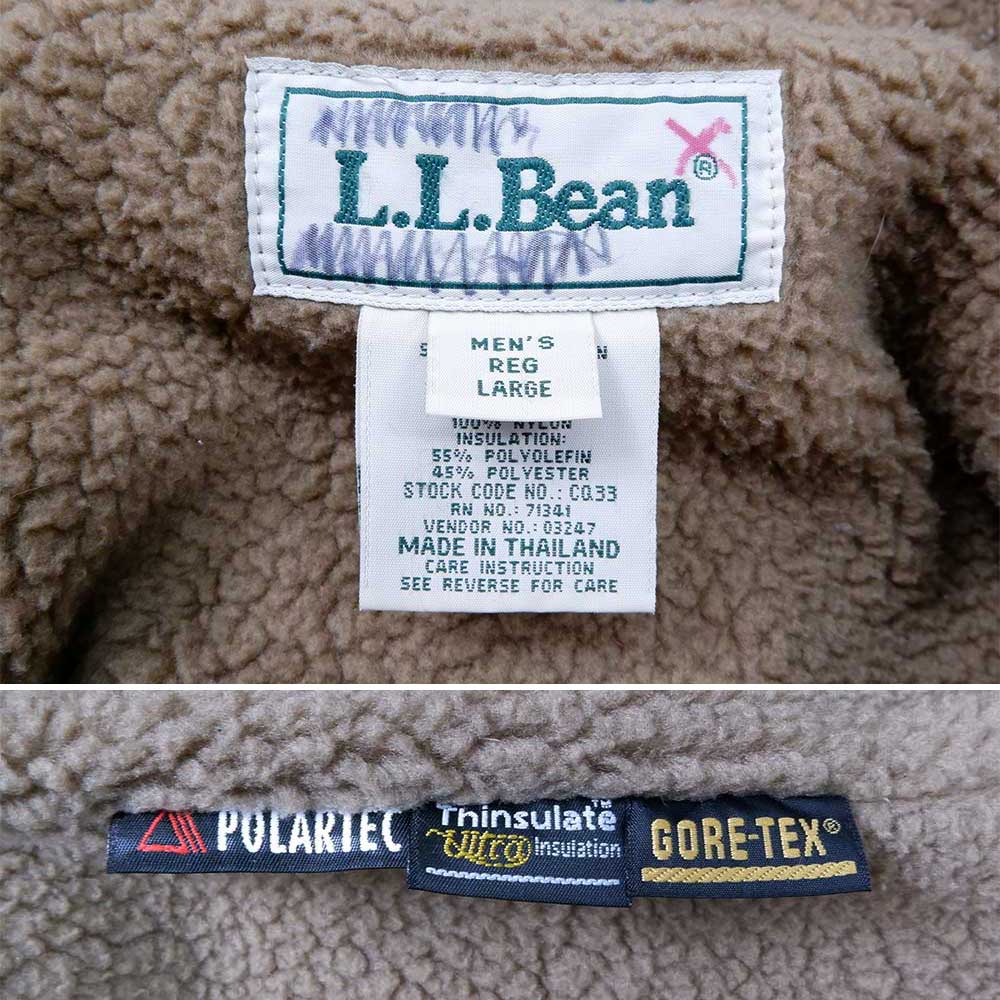 L.L.Bean®
MEN'S
REG
LARGE
100% NYLON
INSULATION:
55% POLYOLEFIN
45% POLYESTER
STOCK CODE NO.: CQ33
RN NO.: 71341
VENDOR NO.: 03247
MADE IN THAILAND
CARE INSTRUCTION
SEE REVERSE FOR CARE
POLARTEC
Thinsulate™
Ultra Insulation
GORE-TEX®